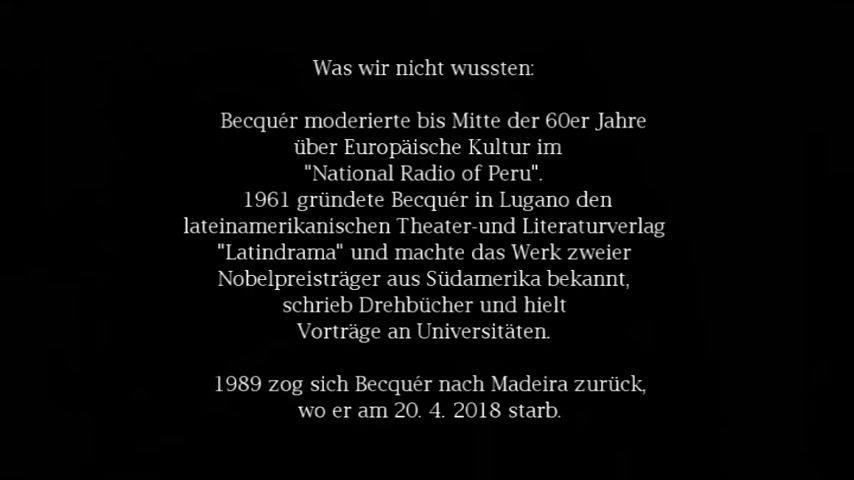 Was wir nicht wussten:
Becquér moderierte bis Mitte der 60er Jahre
über Europäische Kultur im
"National Radio of Peru".
1961 gründete Becquér in Lugano den
lateinamerikanischen Theater-und Literaturverlag
"Latindrama" und machte das Werk zweier
Nobelpreisträger aus Südamerika bekannt,
schrieb Drehbücher und hielt
Vorträge an Universitäten.
1989 zog sich Becquér nach Madeira zurück,
wo er am 20. 4. 2018 starb.